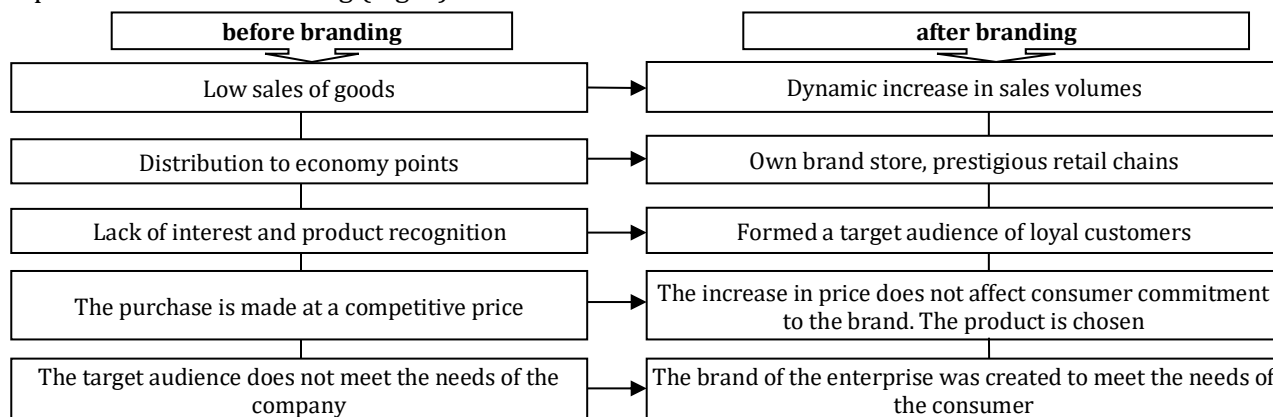 before branding
after branding
Low sales of goods
Dynamic increase in sales volumes
Distribution to economy points
Own brand store, prestigious retail chains
Lack of interest and product recognition
Formed a target audience of loyal customers
The purchase is made at a competitive price
The increase in price does not affect consumer commitment
to the brand. The product is chosen
The target audience does not meet the needs of the
company
The brand of the enterprise was created to meet the needs of
the consumer